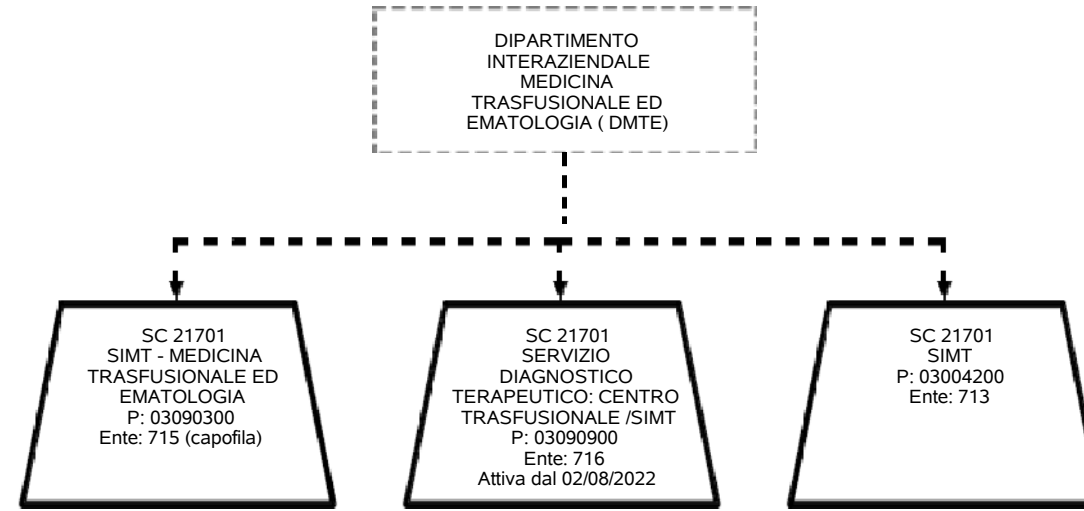 DIPARTIMENTO
INTERAZIENDALE
MEDICINA
TRASFUSIONALE ED
EMATOLOGIA ( DMTE)
SC 21701
SIMT - MEDICINA
TRASFUSIONALE ED
EMATOLOGIA
P: 03090300
Ente: 715 (capofila)
SC 21701
SERVIZIO
DIAGNOSTICO
TERAPEUTICO: CENTRO
TRASFUSIONALE /SIMT
P: 03090900
Ente: 716
Attiva dal 02/08/2022
SC 21701
SIMT
P: 03004200
Ente: 713